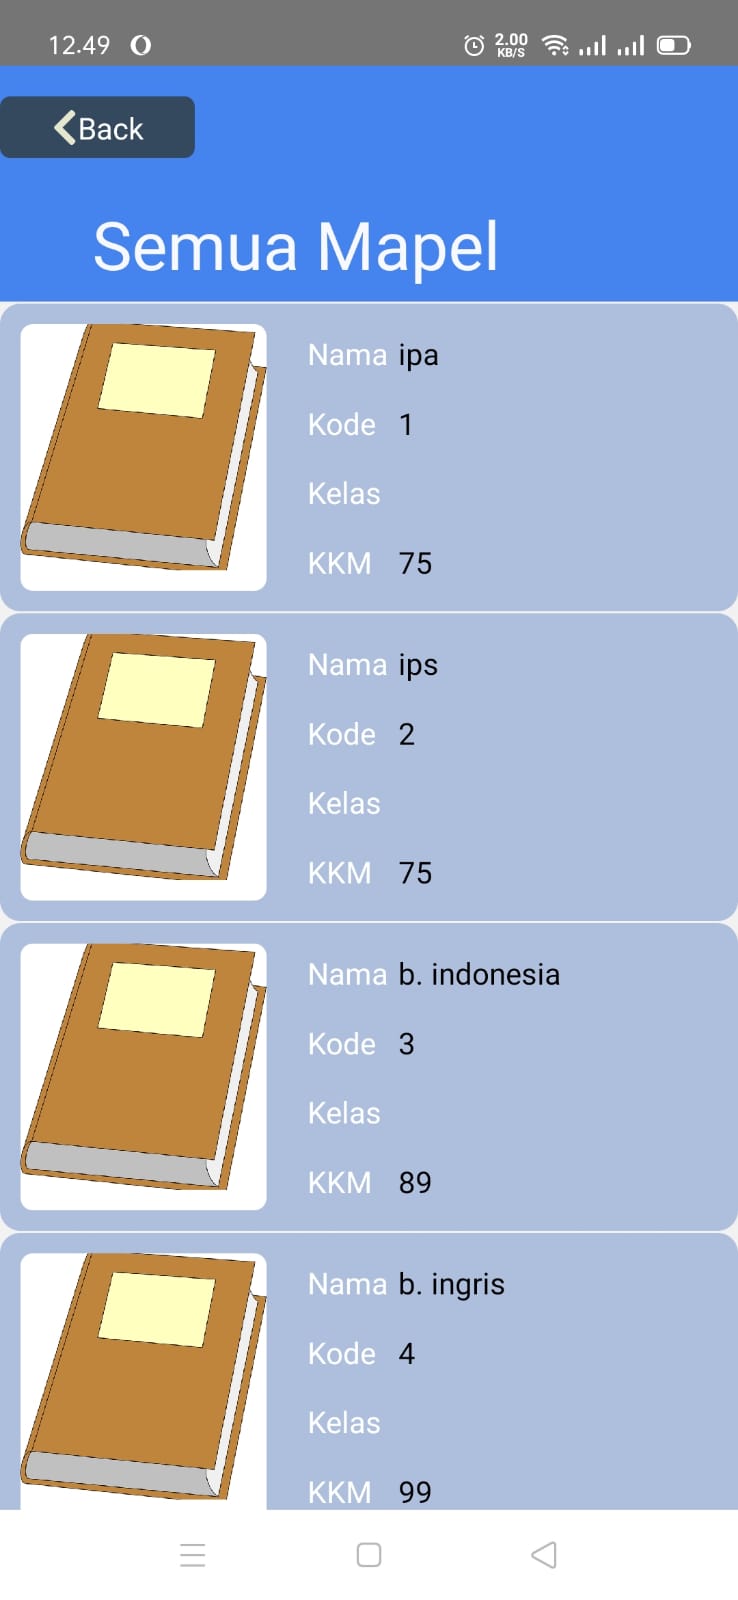 12.49 2.00 KB/S
Back
Semua Mapel
Nama ipa
Kode 1
Kelas
KKM 75
Nama ips
Kode 2
Kelas
KKM 75
Nama b. indonesia
Kode 3
Kelas
KKM 89
Nama b. ingris
Kode 4
Kelas
KKM 99